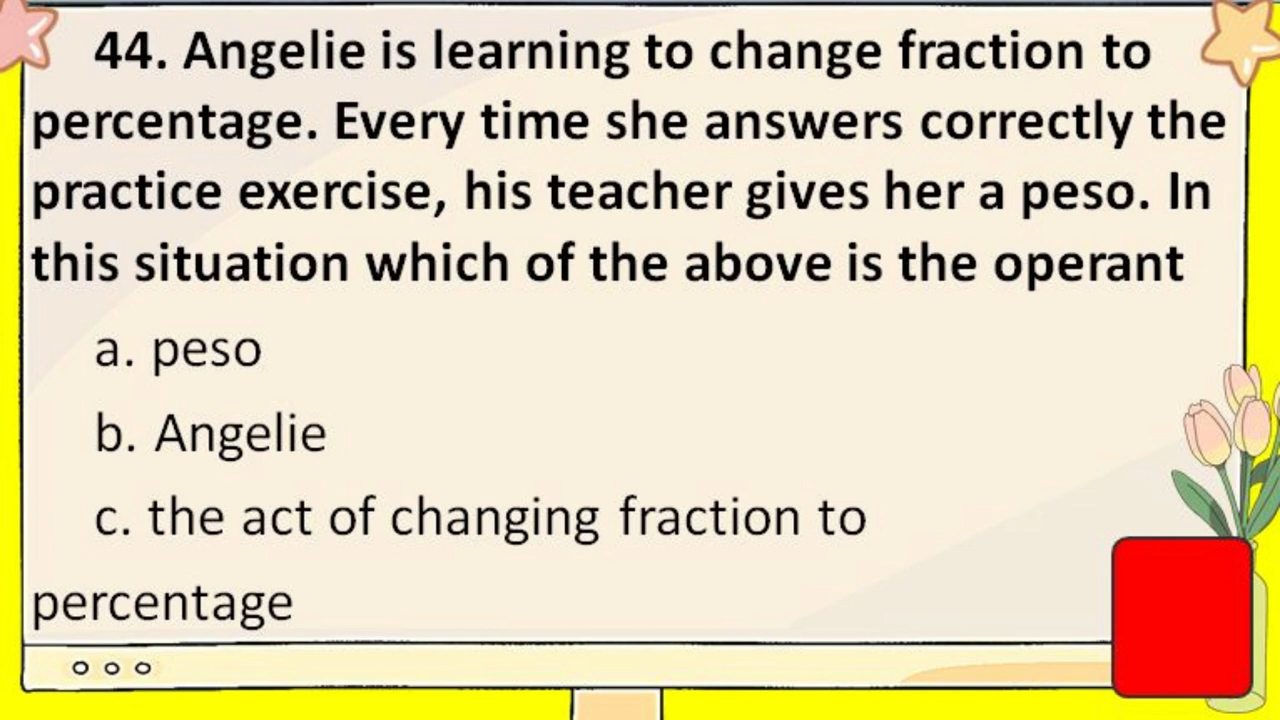 44. Angelie is learning to change fraction to
percentage. Every time she answers correctly the
practice exercise, his teacher gives her a peso. In
this situation which of the above is the operant
a. peso
b. Angelie
c. the act of changing fraction to
percentage